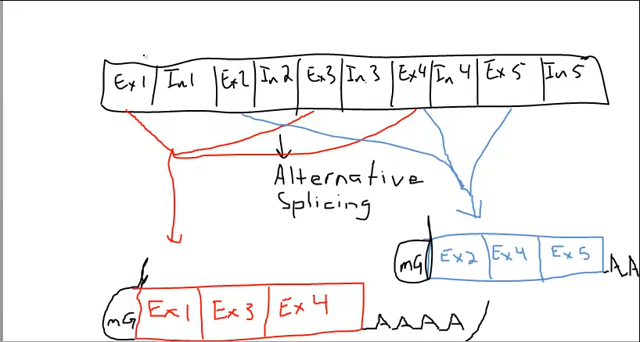 Ex1 In1 Ex2 In2 Ex3 In3 Ex4 In4 Ex5 In5
Alternative
Splicing
mG Ex2 Ex4 Ex5 AA
mG Ex1 Ex3 Ex4 AAAA